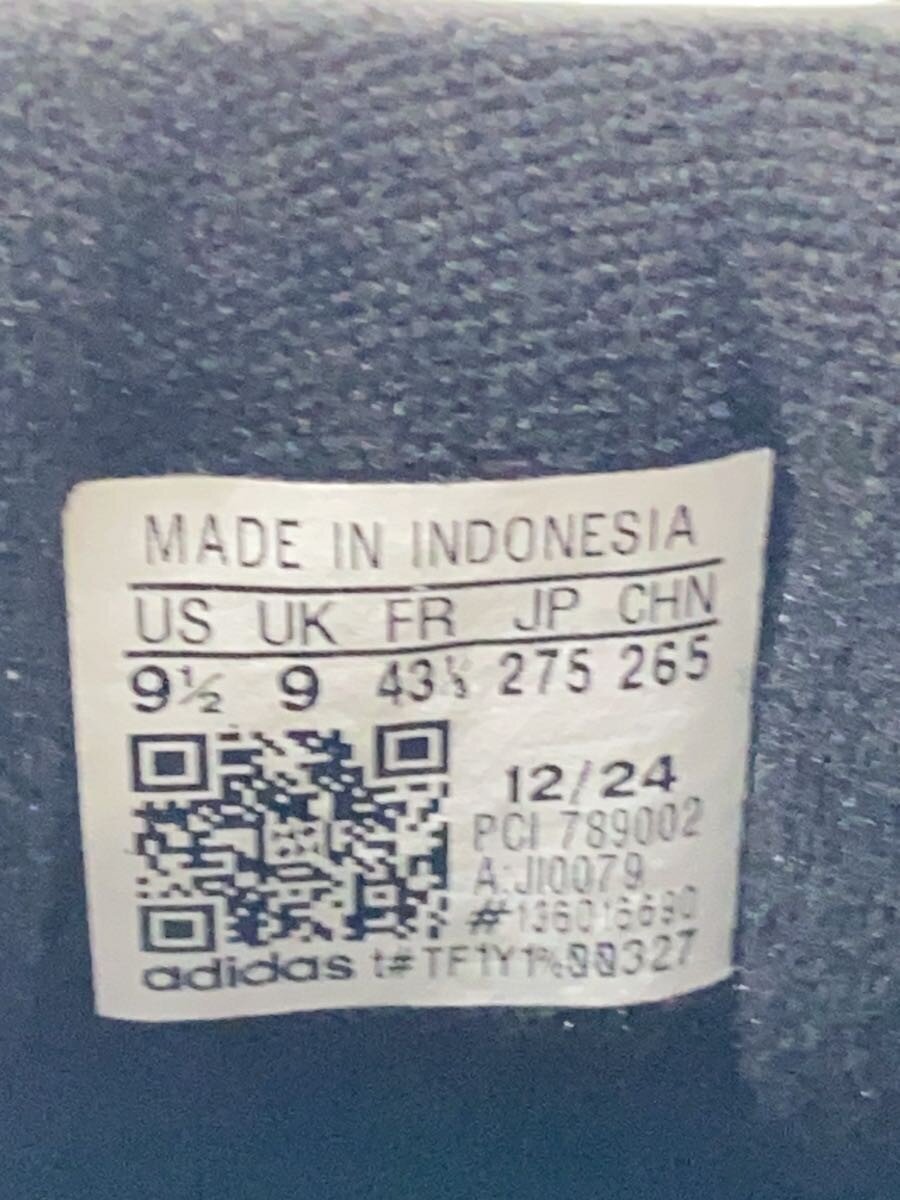 MADE IN INDONESIA
US UK FR JP CHN
9½ 9 43⅓ 275 265
12/24
PCI 789002
A:JI0079
#136016690
adidas